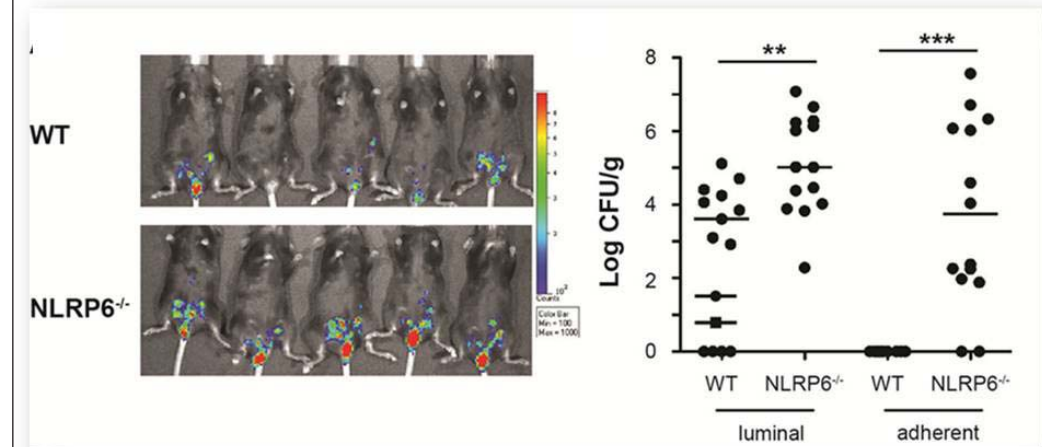 WT
NLRP6-/-
10²
Counts
Color Bar
Min = 100
Max = 1000
Log CFU/g
8
6
4
2
0
**
***
WT NLRP6-/- WT NLRP6-/-
luminal adherent